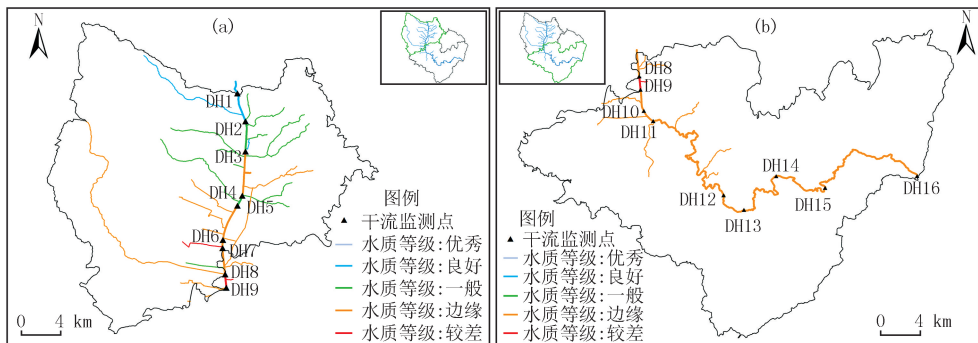 (a)
N
DH1
DH2
DH3
DH4
DH5
DH6
DH7
DH8
DH9
图例
干流监测点
水质等级:优秀
水质等级:良好
水质等级:一般
水质等级:边缘
水质等级:较差
0 4 km
(b)
N
DH8
DH9
DH10
DH11
DH12
DH13
DH14
DH15
DH16
图例
干流监测点
水质等级:优秀
水质等级:良好
水质等级:一般
水质等级:边缘
水质等级:较差
0 4 km